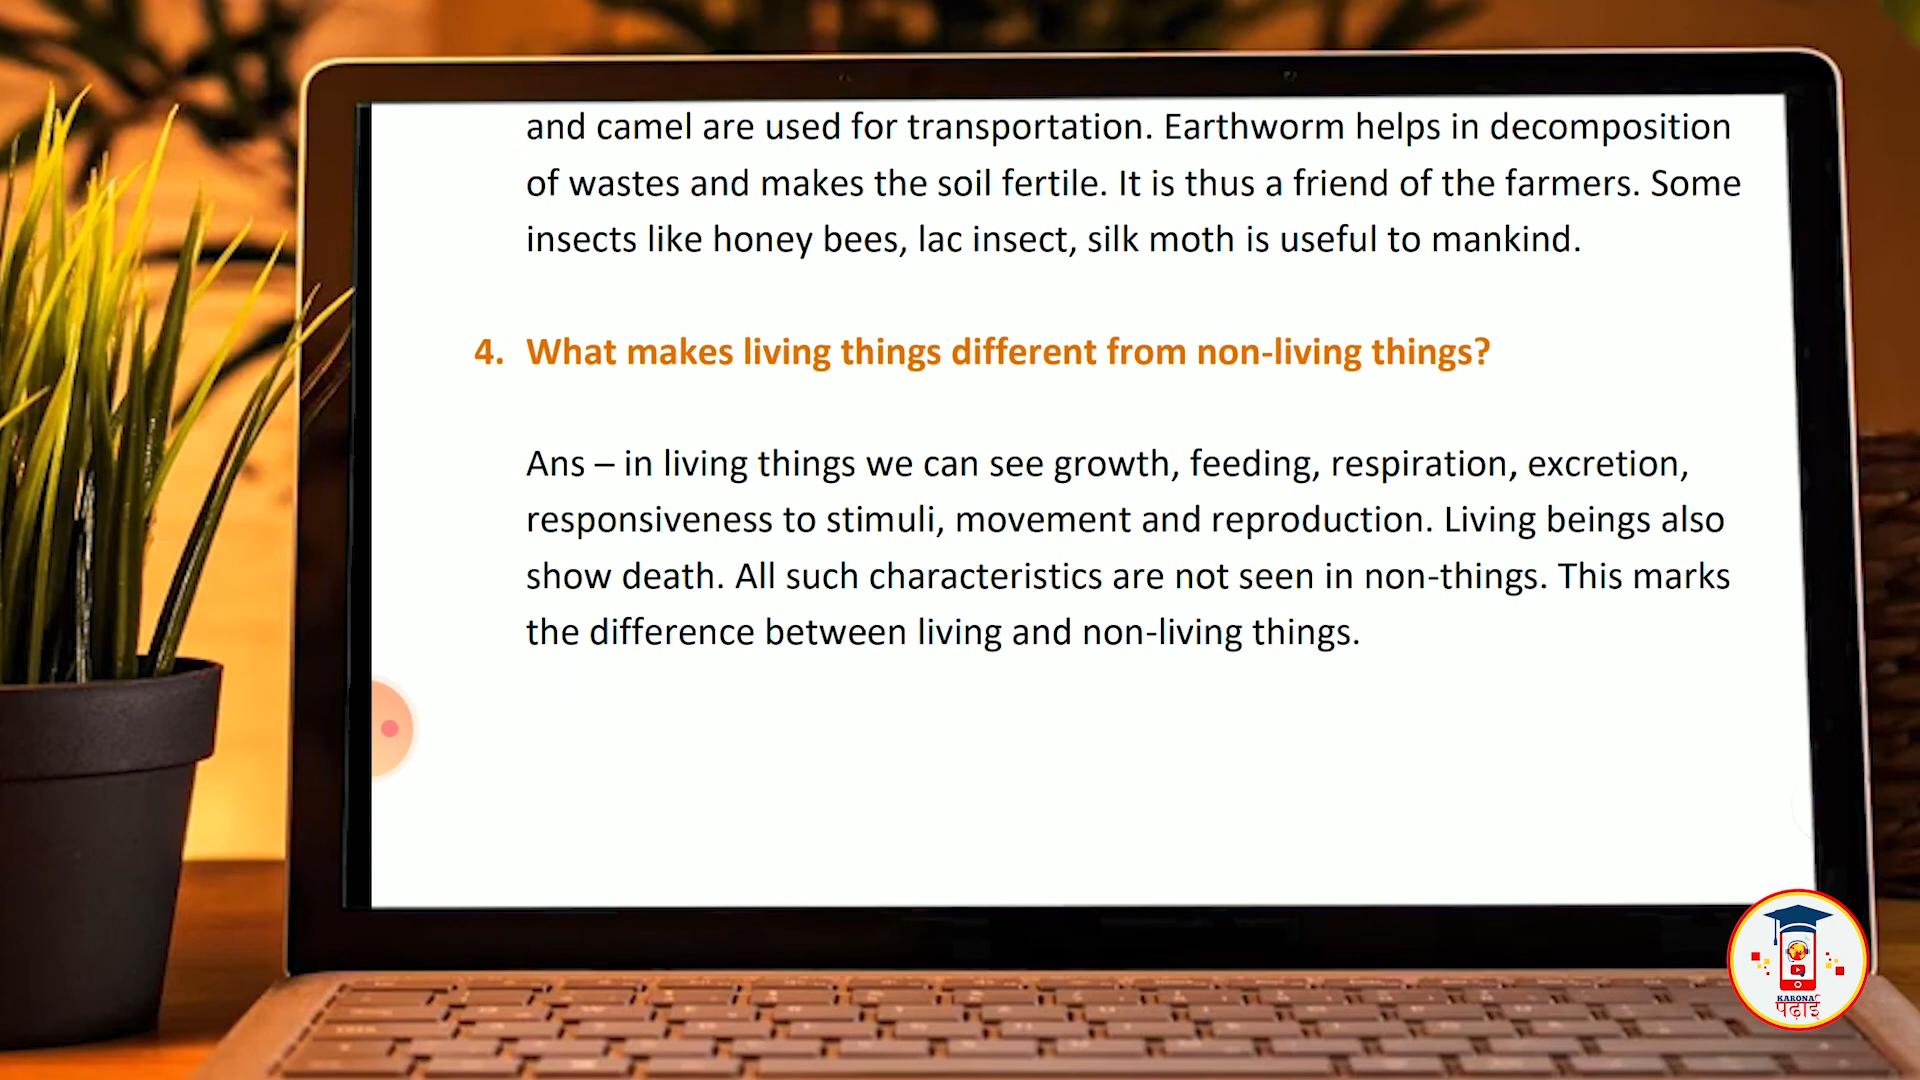 and camel are used for transportation. Earthworm helps in decomposition
of wastes and makes the soil fertile. It is thus a friend of the farmers. Some
insects like honey bees, lac insect, silk moth is useful to mankind.
4. What makes living things different from non-living things?
Ans – in living things we can see growth, feeding, respiration, excretion,
responsiveness to stimuli, movement and reproduction. Living beings also
show death. All such characteristics are not seen in non-things. This marks
the difference between living and non-living things.
KARONA
पढ़ाई